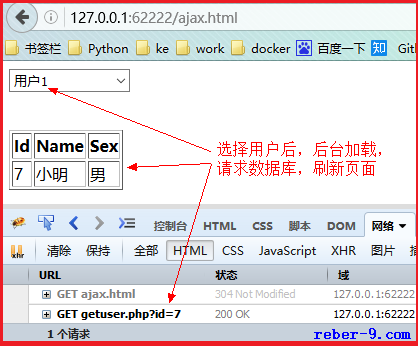 127.0.0.1:62222/ajax.html
书签栏 Python ke work docker 百度一下 知
用户1
Id Name Sex
7 小明 男
选择用户后，后台加载，
请求数据库，刷新页面
控制台 HTML CSS 脚本 DOM 网络
清除 保持 全部 HTML CSS JavaScript XHR 图片
URL 状态 域
GET ajax.html 304 Not Modified 127.0.0.1:62222
GET getuser.php?id=7 200 OK 127.0.0.1:62222
1 个请求
reber-9.com